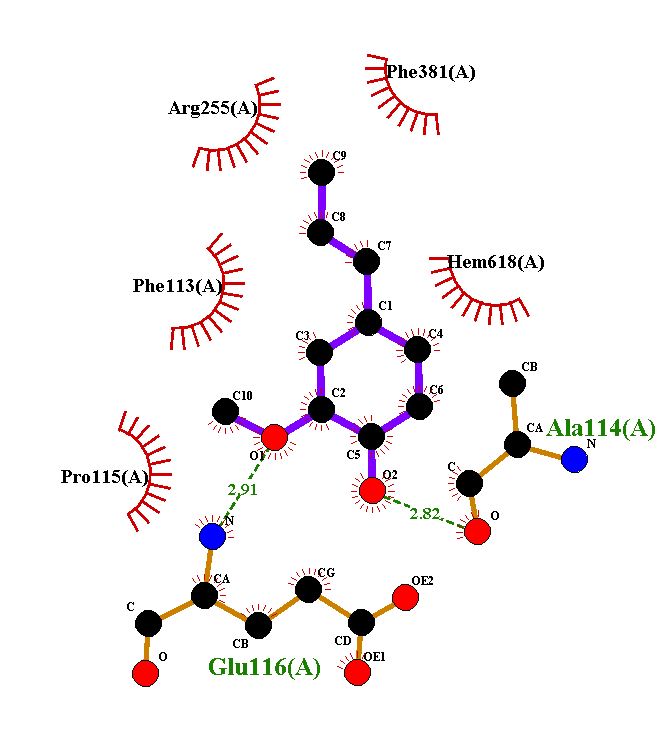 Phe381(A)
Arg255(A)
C9
C8
C7
Hem618(A)
Phe113(A)
C1
C3
C4
CB
C10
C2
C6
CA
Ala114(A)
N
O1
C5
C
Pro115(A)
O2
2.91
2.82
O
N
CA
CG
OE2
C
CB
CD
O
OE1
Glu116(A)